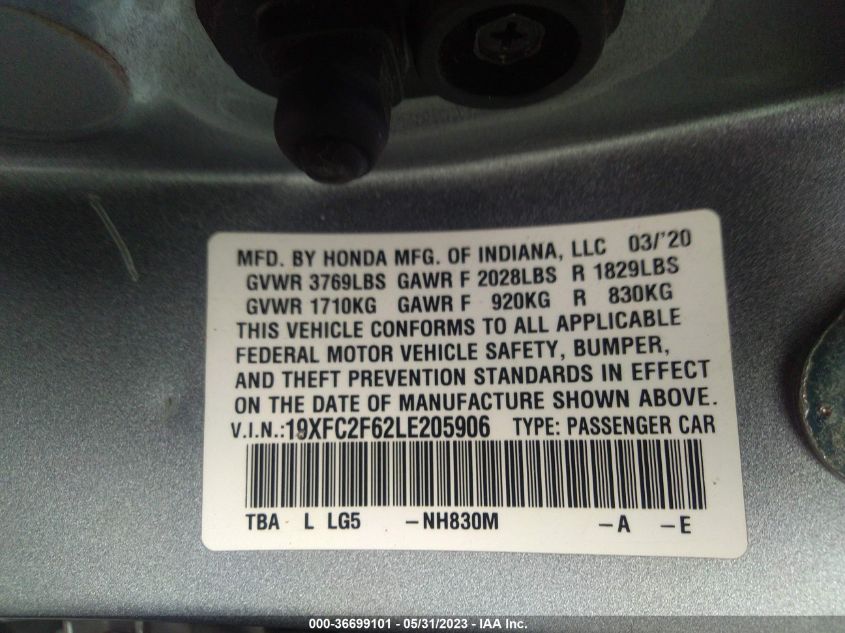 MFD. BY HONDA MFG. OF INDIANA, LLC 03/'20
GVWR 3769LBS GAWR F 2028LBS R 1829LBS
GVWR 1710KG GAWR F 920KG R 830KG
THIS VEHICLE CONFORMS TO ALL APPLICABLE
FEDERAL MOTOR VEHICLE SAFETY, BUMPER,
AND THEFT PREVENTION STANDARDS IN EFFECT
ON THE DATE OF MANUFACTURE SHOWN ABOVE.
V.I.N.:19XFC2F62LE205906 TYPE: PASSENGER CAR
TBA L LG5 -NH830M -A -E
000-36699101 - 05/31/2023 - IAA Inc.